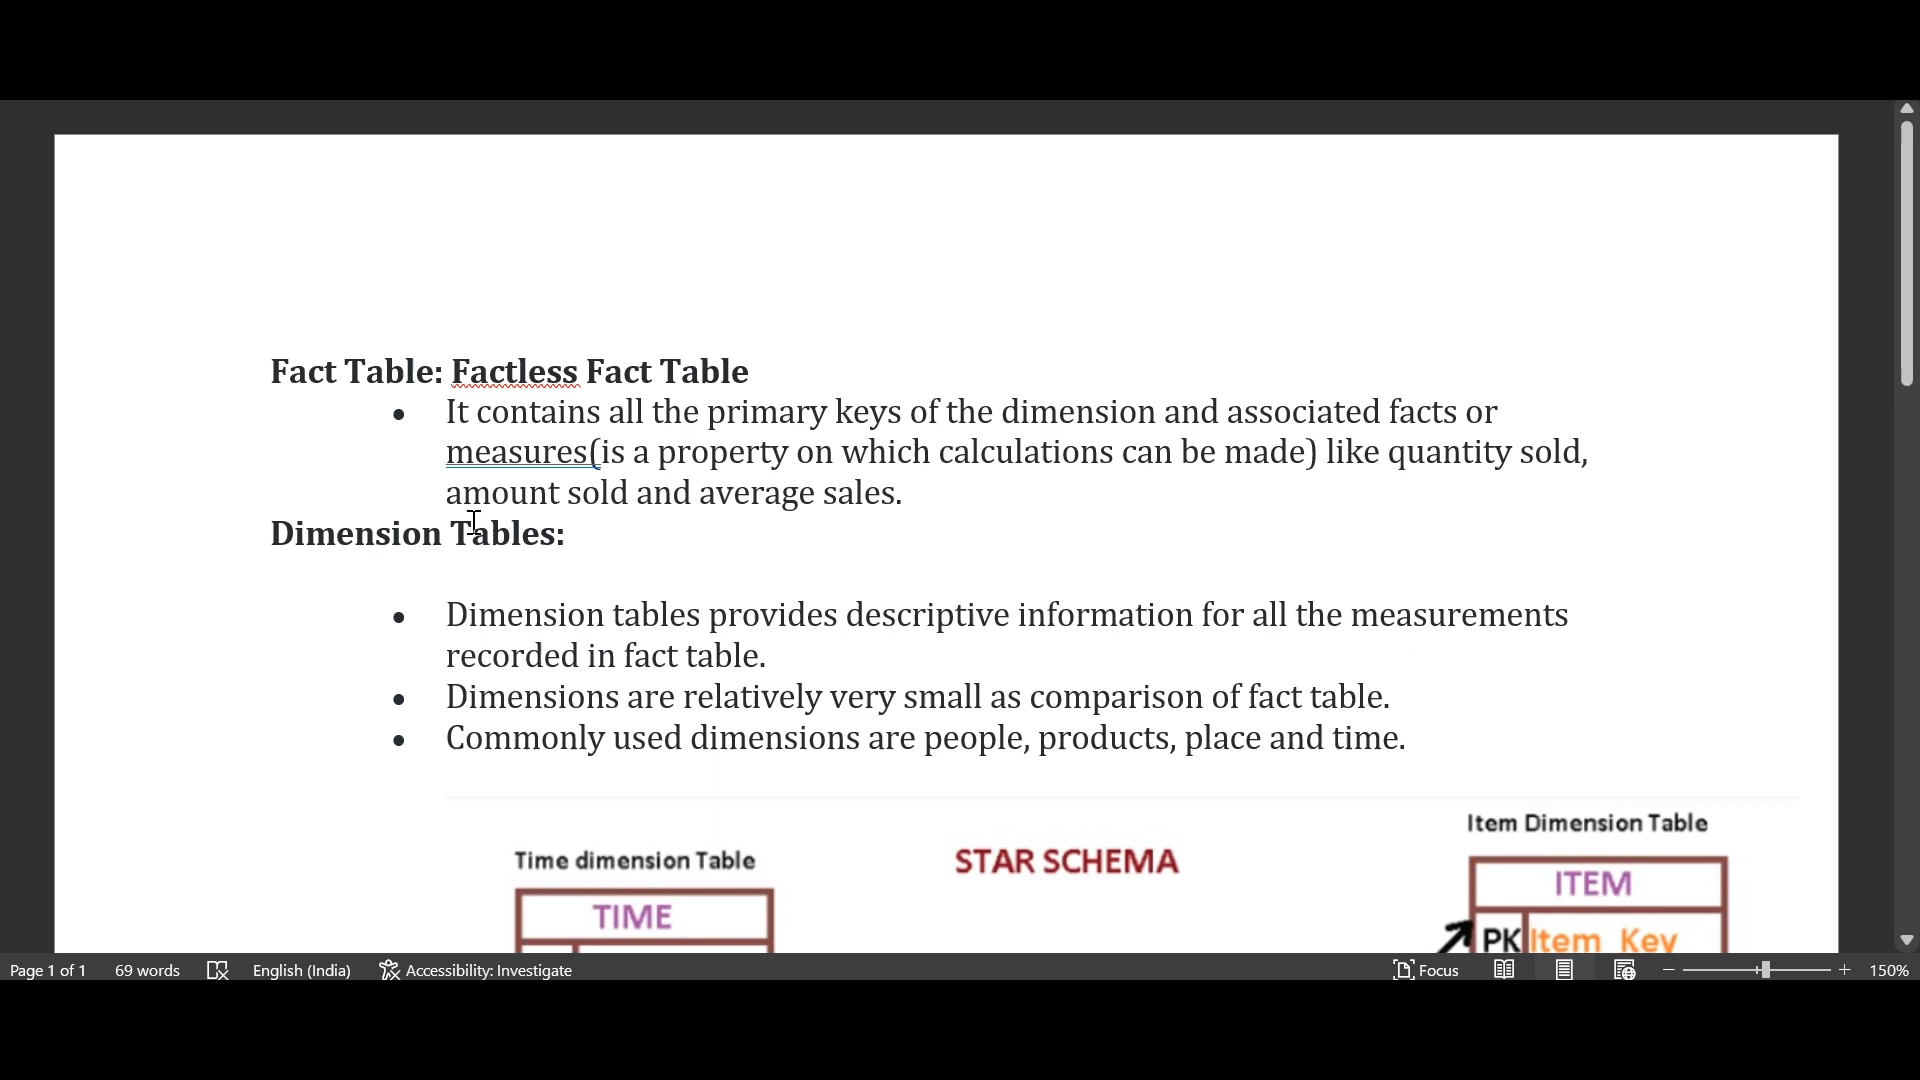 Fact Table: Factless Fact Table
• It contains all the primary keys of the dimension and associated facts or
measures(is a property on which calculations can be made) like quantity sold,
amount sold and average sales.
Dimension Tables:
• Dimension tables provides descriptive information for all the measurements
recorded in fact table.
• Dimensions are relatively very small as comparison of fact table.
• Commonly used dimensions are people, products, place and time.
Item Dimension Table
Time dimension Table
STAR SCHEMA
ITEM
TIME
PK Item_Key
Page 1 of 1 69 words English (India) Accessibility: Investigate Focus 150%